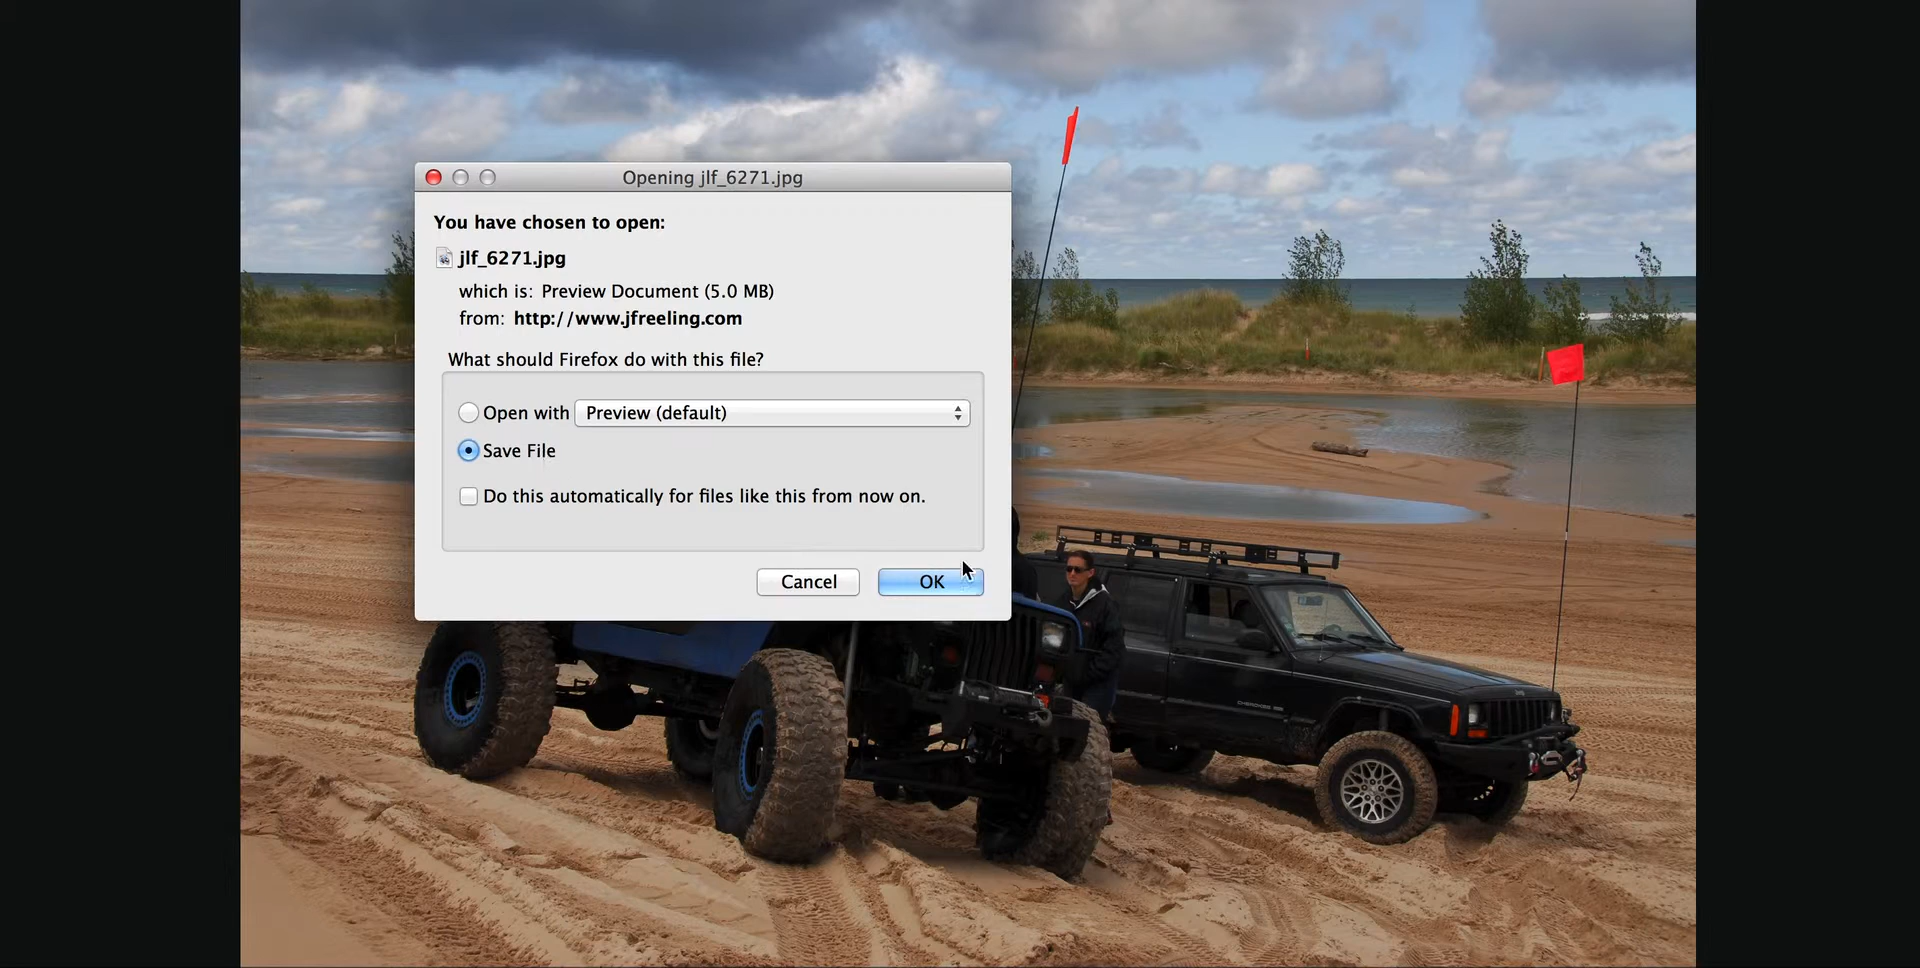 Opening jlf_6271.jpg
You have chosen to open:
jlf_6271.jpg
which is: Preview Document (5.0 MB)
from: http://www.jfreeling.com
What should Firefox do with this file?
Open with Preview (default)
Save File
Do this automatically for files like this from now on.
Cancel OK